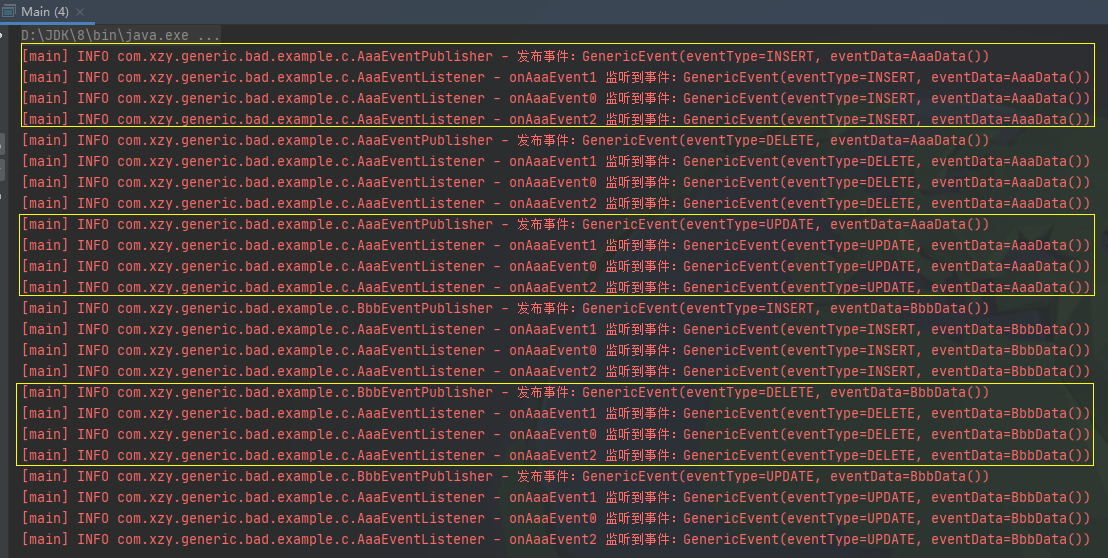 Main (4)
D:\JDK\8\bin\java.exe ...
[main] INFO com.xzy.generic.bad.example.c.AaaEventPublisher - 发布事件：GenericEvent(eventType=INSERT, eventData=AaaData())
[main] INFO com.xzy.generic.bad.example.c.AaaEventListener - onAaaEvent1 监听到事件：GenericEvent(eventType=INSERT, eventData=AaaData())
[main] INFO com.xzy.generic.bad.example.c.AaaEventListener - onAaaEvent0 监听到事件：GenericEvent(eventType=INSERT, eventData=AaaData())
[main] INFO com.xzy.generic.bad.example.c.AaaEventListener - onAaaEvent2 监听到事件：GenericEvent(eventType=INSERT, eventData=AaaData())
[main] INFO com.xzy.generic.bad.example.c.AaaEventPublisher - 发布事件：GenericEvent(eventType=DELETE, eventData=AaaData())
[main] INFO com.xzy.generic.bad.example.c.AaaEventListener - onAaaEvent1 监听到事件：GenericEvent(eventType=DELETE, eventData=AaaData())
[main] INFO com.xzy.generic.bad.example.c.AaaEventListener - onAaaEvent0 监听到事件：GenericEvent(eventType=DELETE, eventData=AaaData())
[main] INFO com.xzy.generic.bad.example.c.AaaEventListener - onAaaEvent2 监听到事件：GenericEvent(eventType=DELETE, eventData=AaaData())
[main] INFO com.xzy.generic.bad.example.c.AaaEventPublisher - 发布事件：GenericEvent(eventType=UPDATE, eventData=AaaData())
[main] INFO com.xzy.generic.bad.example.c.AaaEventListener - onAaaEvent1 监听到事件：GenericEvent(eventType=UPDATE, eventData=AaaData())
[main] INFO com.xzy.generic.bad.example.c.AaaEventListener - onAaaEvent0 监听到事件：GenericEvent(eventType=UPDATE, eventData=AaaData())
[main] INFO com.xzy.generic.bad.example.c.AaaEventListener - onAaaEvent2 监听到事件：GenericEvent(eventType=UPDATE, eventData=AaaData())
[main] INFO com.xzy.generic.bad.example.c.BbbEventPublisher - 发布事件：GenericEvent(eventType=INSERT, eventData=BbbData())
[main] INFO com.xzy.generic.bad.example.c.AaaEventListener - onAaaEvent1 监听到事件：GenericEvent(eventType=INSERT, eventData=BbbData())
[main] INFO com.xzy.generic.bad.example.c.AaaEventListener - onAaaEvent0 监听到事件：GenericEvent(eventType=INSERT, eventData=BbbData())
[main] INFO com.xzy.generic.bad.example.c.AaaEventListener - onAaaEvent2 监听到事件：GenericEvent(eventType=INSERT, eventData=BbbData())
[main] INFO com.xzy.generic.bad.example.c.BbbEventPublisher - 发布事件：GenericEvent(eventType=DELETE, eventData=BbbData())
[main] INFO com.xzy.generic.bad.example.c.AaaEventListener - onAaaEvent1 监听到事件：GenericEvent(eventType=DELETE, eventData=BbbData())
[main] INFO com.xzy.generic.bad.example.c.AaaEventListener - onAaaEvent0 监听到事件：GenericEvent(eventType=DELETE, eventData=BbbData())
[main] INFO com.xzy.generic.bad.example.c.AaaEventListener - onAaaEvent2 监听到事件：GenericEvent(eventType=DELETE, eventData=BbbData())
[main] INFO com.xzy.generic.bad.example.c.BbbEventPublisher - 发布事件：GenericEvent(eventType=UPDATE, eventData=BbbData())
[main] INFO com.xzy.generic.bad.example.c.AaaEventListener - onAaaEvent1 监听到事件：GenericEvent(eventType=UPDATE, eventData=BbbData())
[main] INFO com.xzy.generic.bad.example.c.AaaEventListener - onAaaEvent0 监听到事件：GenericEvent(eventType=UPDATE, eventData=BbbData())
[main] INFO com.xzy.generic.bad.example.c.AaaEventListener - onAaaEvent2 监听到事件：GenericEvent(eventType=UPDATE, eventData=BbbData())